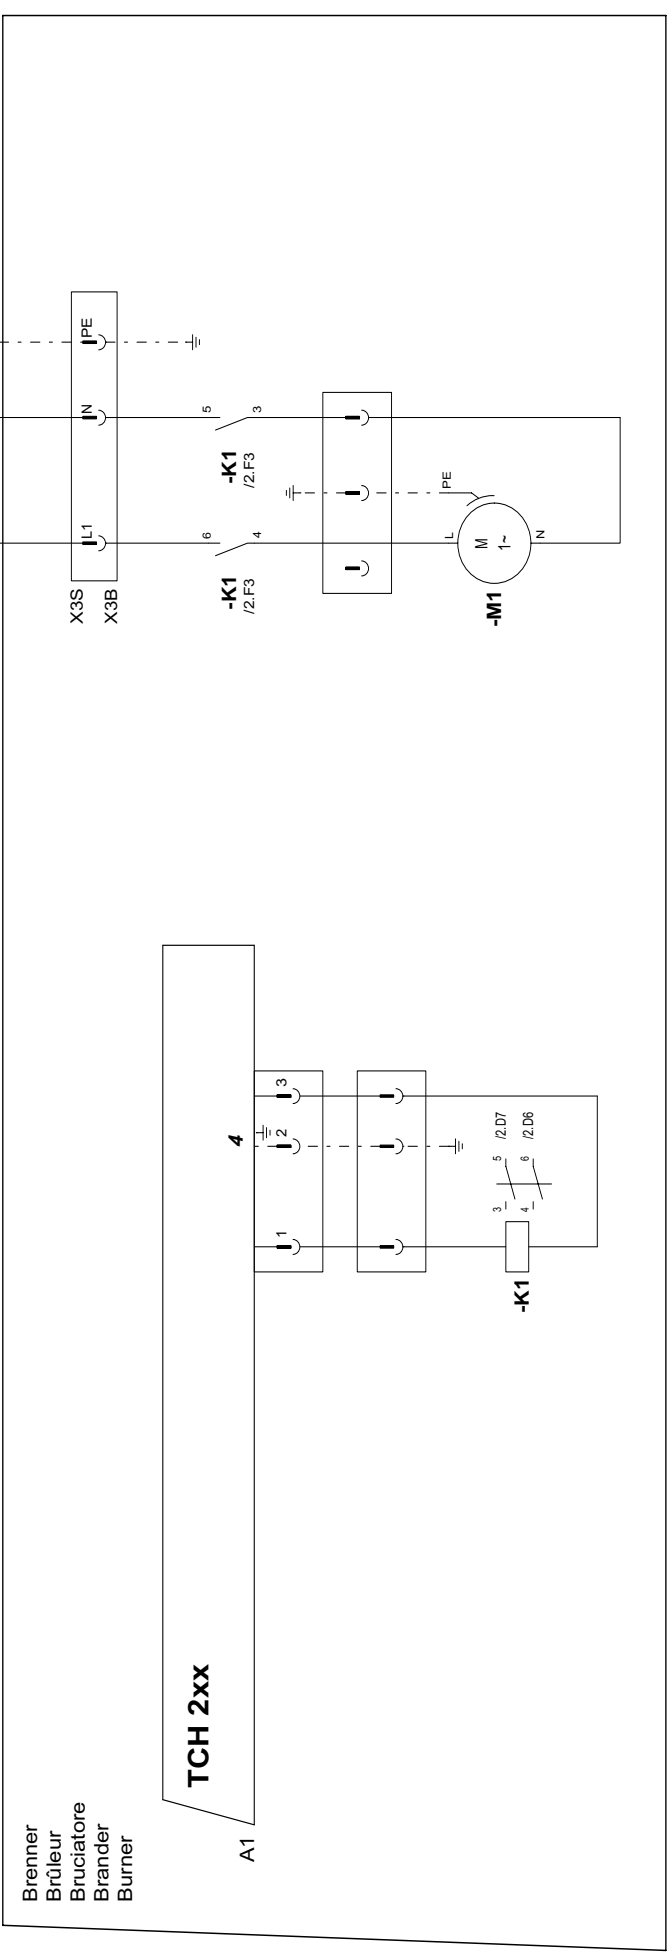 Brenner
Brûleur
Bruciatore
Brander
Burner
TCH 2xx
A1
4
1 2 3
-K1
3 5 /2.D7
4 6 /2.D6
X3S
X3B
L1 N PE
6 5
-K1 -K1
/2.F3 /2.F3
4 3
L PE
M
1~
-M1
N